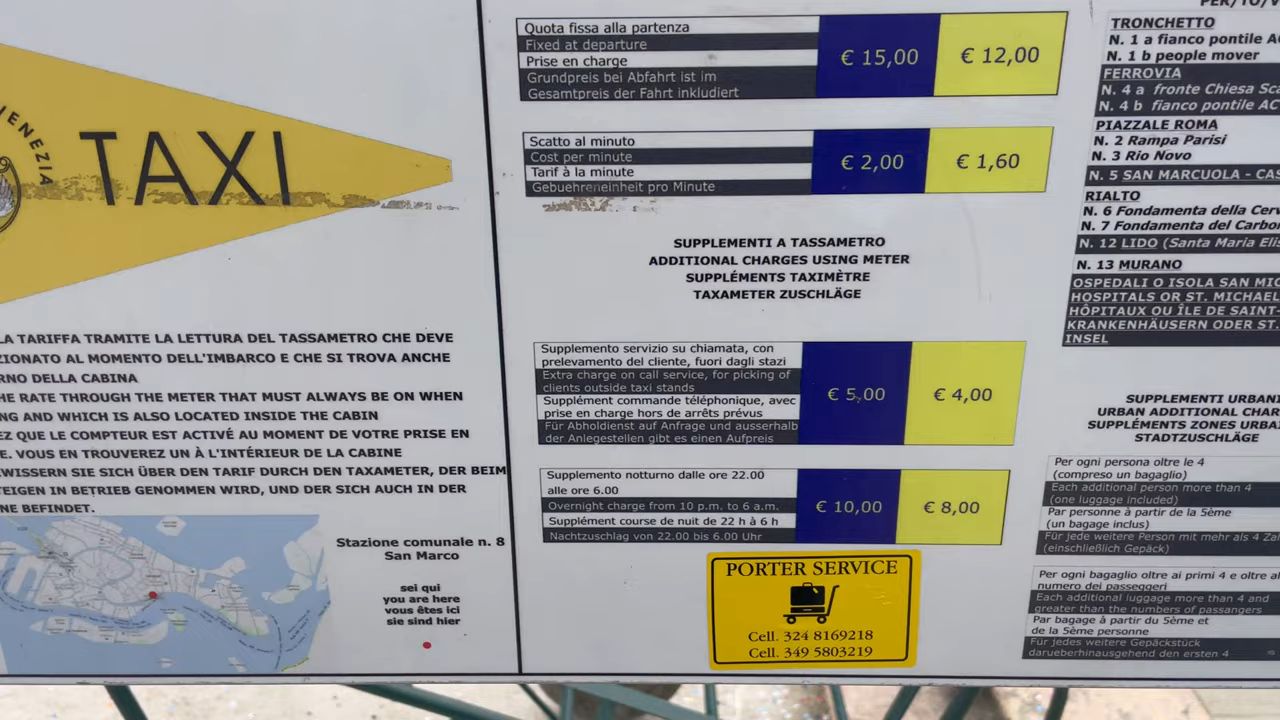 VENEZIA
TAXI
LA TARIFFA TRAMITE LA LETTURA DEL TASSAMETRO CHE DEVE
ZIONATO AL MOMENTO DELL'IMBARCO E CHE SI TROVA ANCHE
RNO DELLA CABINA
HE RATE THROUGH THE METER THAT MUST ALWAYS BE ON WHEN
NG AND WHICH IS ALSO LOCATED INSIDE THE CABIN
EZ QUE LE COMPTEUR EST ACTIVÉ AU MOMENT DE VOTRE PRISE EN
E. VOUS EN TROUVEREZ UN À L'INTÉRIEUR DE LA CABINE
EWISSERN SIE SICH ÜBER DEN TARIF DURCH DEN TAXAMETER, DER BEIM
TEIGEN IN BETRIEB GENOMMEN WIRD, UND DER SICH AUCH IN DER
NE BEFINDET.
Stazione comunale n. 8
San Marco
sei qui
you are here
vous êtes ici
sie sind hier
Quota fissa alla partenza
Fixed at departure
Prise en charge
Grundpreis bei Abfahrt ist im
Gesamtpreis der Fahrt inkludiert
€ 15,00
€ 12,00
Scatto al minuto
Cost per minute
Tarif à la minute
Gebuehreneinheit pro Minute
€ 2,00
€ 1,60
SUPPLEMENTI A TASSAMETRO
ADDITIONAL CHARGES USING METER
SUPPLÉMENTS TAXIMÈTRE
TAXAMETER ZUSCHLÄGE
Supplemento servizio su chiamata, con
prelevamento del cliente, fuori dagli stazi
Extra charge on call service, for picking of
clients outside taxi stands
Supplément commande téléphonique, avec
prise en charge hors de arrêts prévus
Für Abholdienst auf Anfrage und ausserhalb
der Anlegestellen gibt es einen Aufpreis
€ 5,00
€ 4,00
Supplemento notturno dalle ore 22.00
alle ore 6.00
Overnight charge from 10 p.m. to 6 a.m.
Supplément course de nuit de 22 h à 6 h
Nachtzuschlag von 22.00 bis 6.00 Uhr
€ 10,00
€ 8,00
PORTER SERVICE
Cell. 324 8169218
Cell. 349 5803219
PER/TO/V
TRONCHETTO
N. 1 a fianco pontile AC
N. 1 b people mover
FERROVIA
N. 4 a fronte Chiesa Sca
N. 4 b fianco pontile AC
PIAZZALE ROMA
N. 2 Rampa Parisi
N. 3 Rio Novo
N. 5 SAN MARCUOLA - CAS
RIALTO
N. 6 Fondamenta della Cer
N. 7 Fondamenta del Carbo
N. 12 LIDO (Santa Maria Elis
N. 13 MURANO
OSPEDALI O ISOLA SAN MIC
HOSPITALS OR ST. MICHAEL
HÔPITAUX OU ÎLE DE SAINT-
KRANKENHÄUSERN ODER ST.
INSEL
SUPPLEMENTI URBANI
URBAN ADDITIONAL CHAR
SUPPLÉMENTS ZONES URBA
STADTZUSCHLÄGE
Per ogni persona oltre le 4
(compreso un bagaglio)
Each additional person more than 4
(one luggage included)
Par personne à partir de la 5ème
(un bagage inclus)
Für jede weitere Person mit mehr als 4 Zal
(einschließlich Gepäck)
Per ogni bagaglio oltre ai primi 4 e oltre al
numero dei passeggeri
Each additional luggage more than 4 and
greater than the numbers of passangers
Par bagage à partir du 5ème et
de la 5ème personne
Für jedes weitere Gepäckstück
darueberhinausgehend den ersten 4